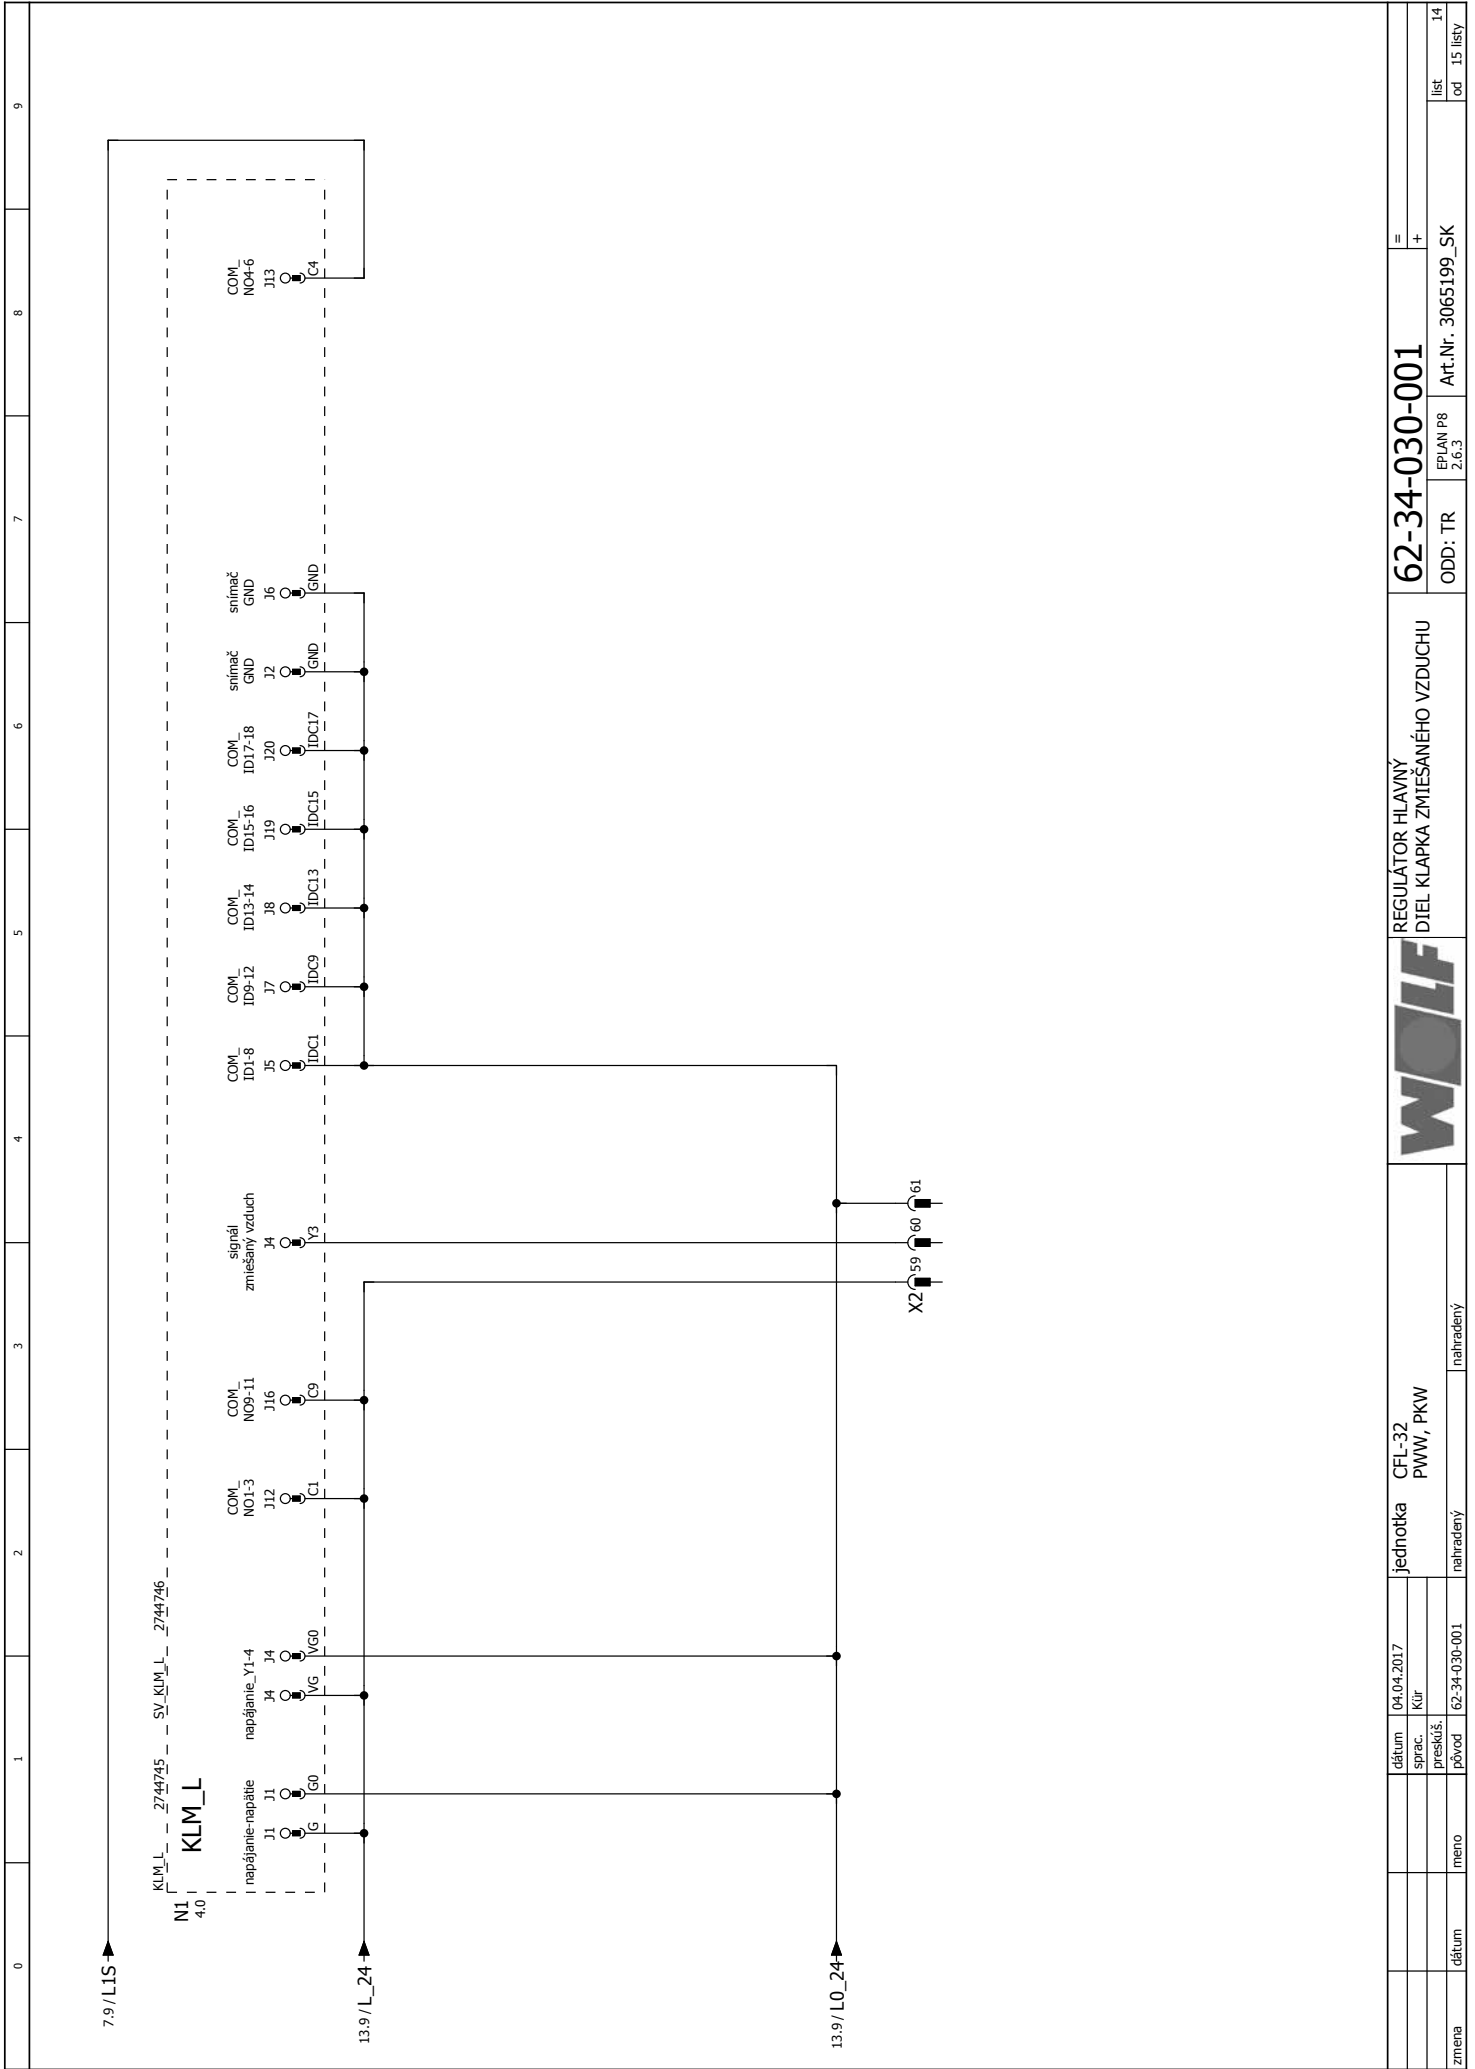 0 1 2 3 4 5 6 7 8 9
7.9 / L1S
KLM_L 2744745 SV_KLM_L 2744746
N1
4.0
KLM_L
napájanie-napätie
J1 J1
G G0
napájanie_Y1-4
J4 J4
VG VG0
COM_
NO1-3
J12
C1
COM_
NO9-11
J16
C9
signál
zmiešaný vzduch
J4
Y3
COM_
ID1-8
J5
IDC1
COM_
ID9-12
J7
IDC9
COM_
ID13-14
J8
IDC13
COM_
ID15-16
J19
IDC15
COM_
ID17-18
J20
IDC17
snímač
GND
J2
GND
snímač
GND
J6
GND
COM_
NO4-6
J13
C4
13.9 / L_24
13.9 / L0_24
X2 59 60 61
zmena dátum meno
dátum 04.04.2017
sprac. Kür
preskúš.
pôvod 62-34-030-001
jednotka CFL-32
PWW, PKW
nahradený nahradený
WOLF
REGULÁTOR HLAVNÝ
DIEL KLAPKA ZMIEŠANÉHO VZDUCHU
62-34-030-001
=
+
ODD: TR
EPLAN P8
2.6.3
Art.Nr. 3065199_SK
list 14
od 15 listy